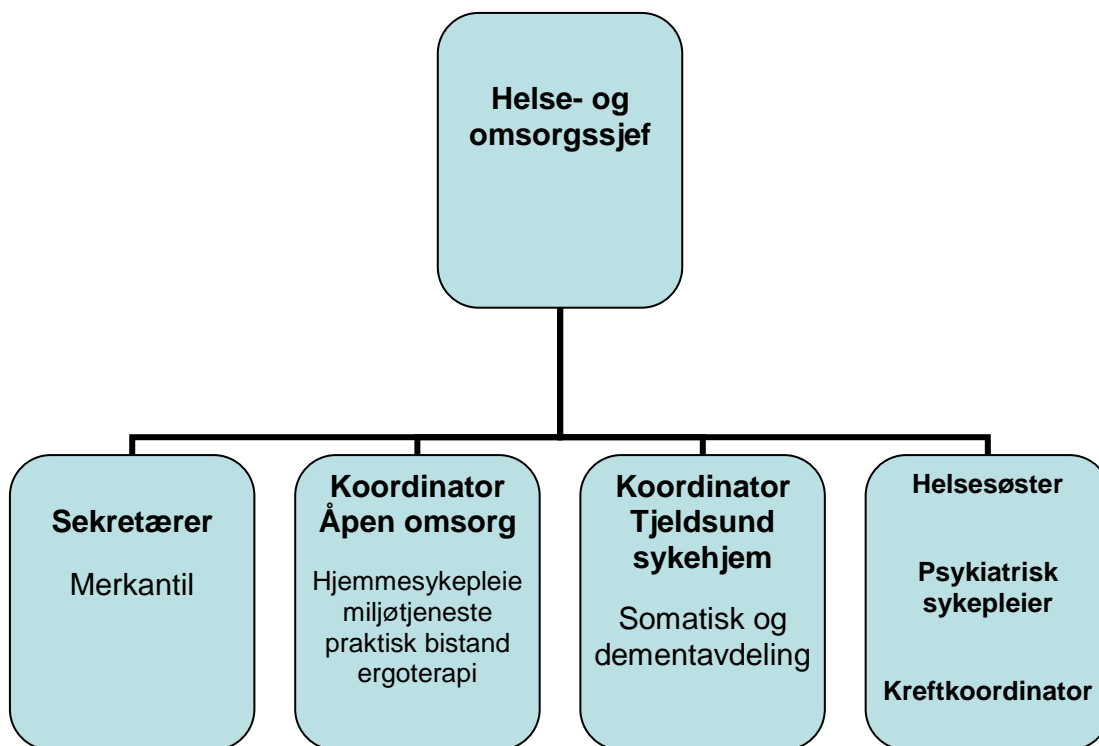 Helse- og
omsorgssjef
Sekretærer
Merkantil
Koordinator
Åpen omsorg
Hjemmesykepleie
miljøtjeneste
praktisk bistand
ergoterapi
Koordinator
Tjeldsund
sykehjem
Somatisk og
dementavdeling
Helsesøster
Psykiatrisk
sykepleier
Kreftkoordinator